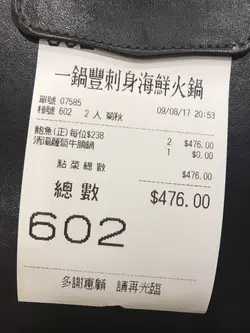 一鍋豐刺身海鮮火鍋
單號 07585
檯號 602 2 人 菊秋 09/08/17 20:53
鮑魚(正)每位$238 2 $476.00
清湯蘿蔔牛腩鍋 1 $0.00
點菜總數 $476.00
總數 $476.00
602
多謝惠顧 請再光臨